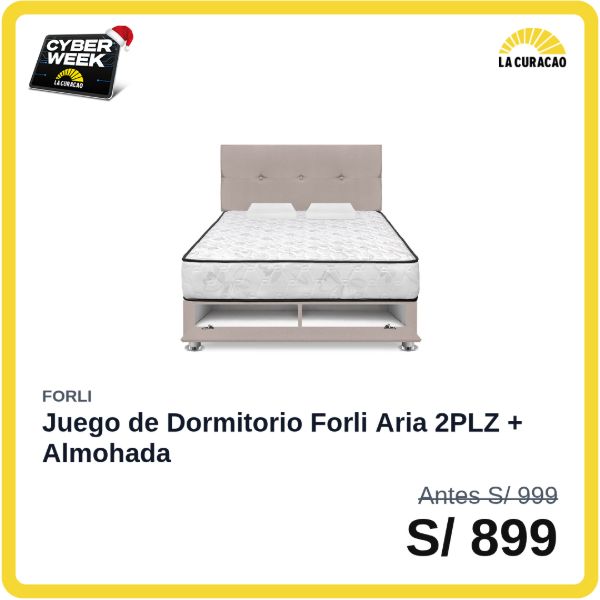 CYBER
WEEK
LA CURACAO
LA CURACAO
FORLI
Juego de Dormitorio Forli Aria 2PLZ +
Almohada
Antes S/ 999
S/ 899